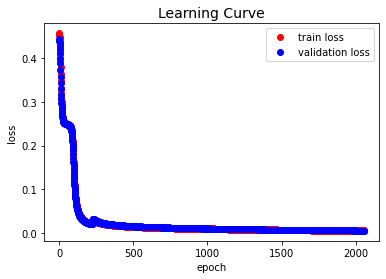 Learning Curve
train loss
validation loss
loss
0.4
0.3
0.2
0.1
0.0
0
500
1000
1500
2000
epoch